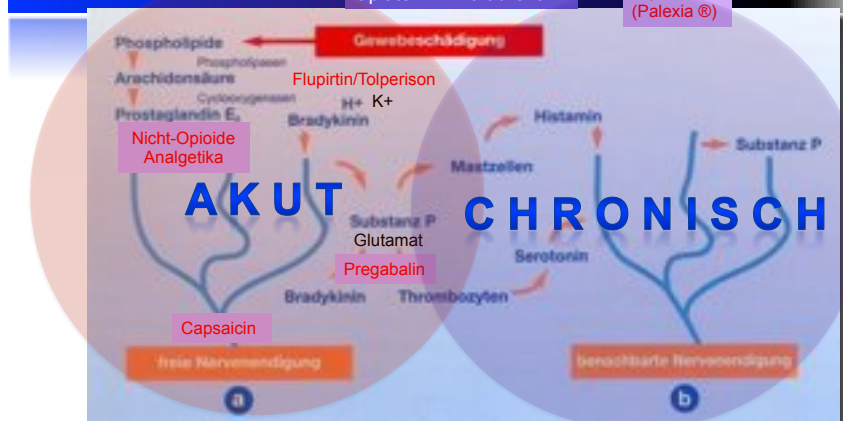 (Palexia ®)
Phospholipide
Gewebeschädigung
Phospholipasen
Arachidonsäure
Flupirtin/Tolperison
Cyclooxygenasen
H+ K+
Prostaglandin E₂
Bradykinin
Histamin
Nicht-Opioide
Analgetika
Substanz P
Mastzellen
AKUT
CHRONISCH
Substanz P
Glutamat
Serotonin
Pregabalin
Bradykinin
Thrombozyten
Capsaicin
freie Nervenendigung
benachbarte Nervenendigung
a
b